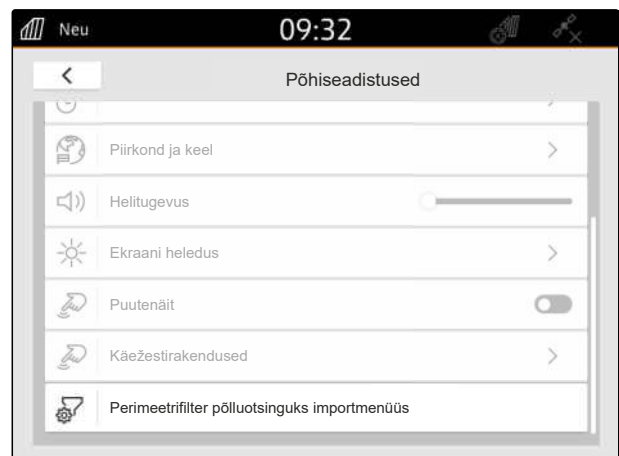 Neu
09:32
Põhiseadistused
Piirkond ja keel
Helitugevus
Ekraani heledus
Puutenäit
Käežestirakendused
Perimeetrifilter põlluotsinguks importmenüüs